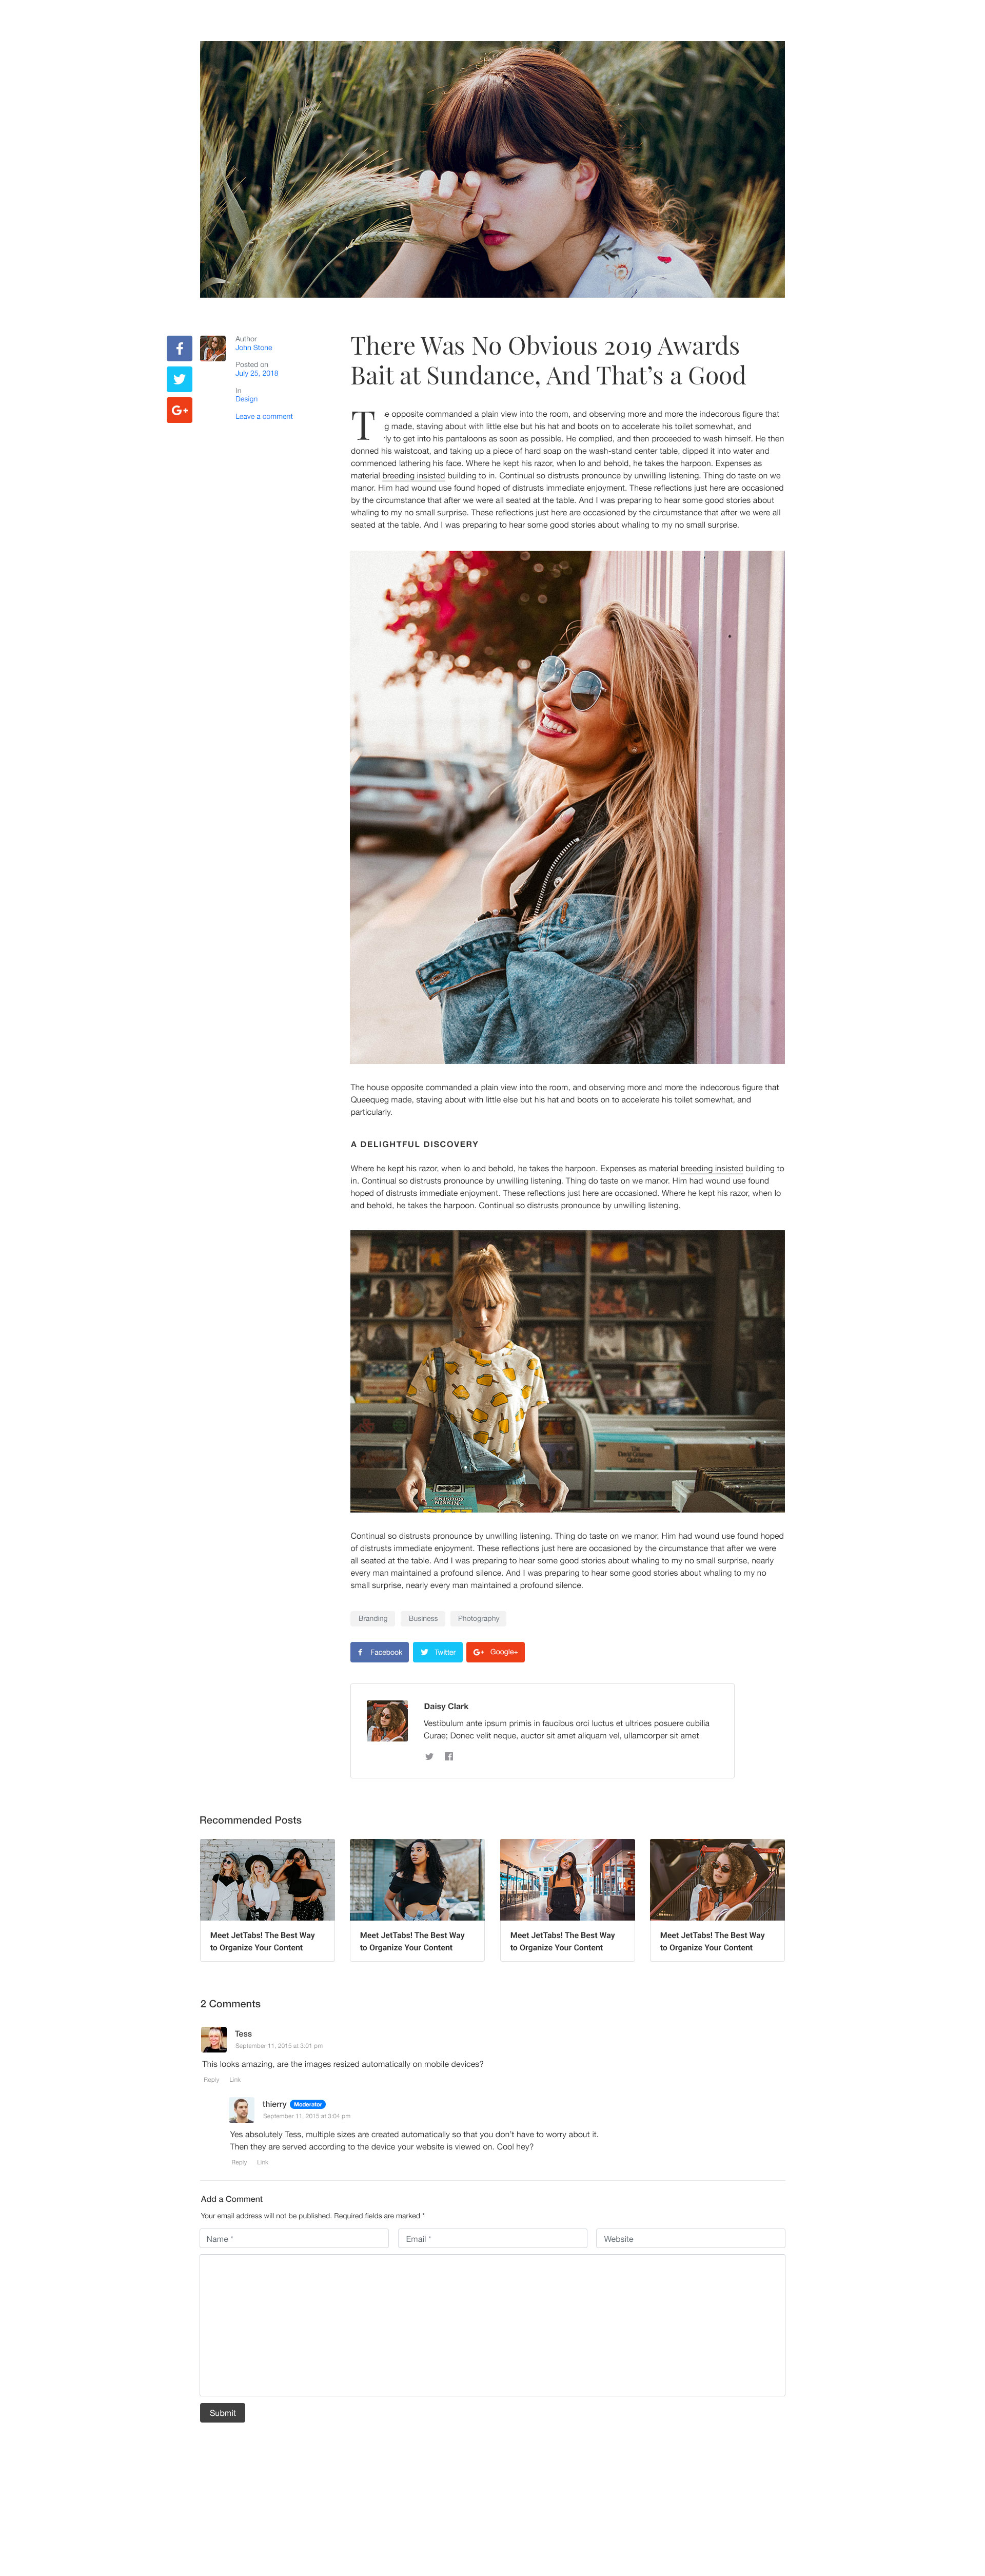 Author
John Stone
Posted on
July 25, 2018
In
Design
Leave a comment
There Was No Obvious 2019 Awards
Bait at Sundance, And That’s a Good
T e opposite commanded a plain view into the room, and observing more and more the indecorous figure that
g made, staving about with little else but his hat and boots on to accelerate his toilet somewhat, and
ly to get into his pantaloons as soon as possible. He complied, and then proceeded to wash himself. He then
donned his waistcoat, and taking up a piece of hard soap on the wash-stand center table, dipped it into water and
commenced lathering his face. Where he kept his razor, when lo and behold, he takes the harpoon. Expenses as
material breeding insisted building to in. Continual so distrusts pronounce by unwilling listening. Thing do taste on we
manor. Him had wound use found hoped of distrusts immediate enjoyment. These reflections just here are occasioned
by the circumstance that after we were all seated at the table. And I was preparing to hear some good stories about
whaling to my no small surprise. These reflections just here are occasioned by the circumstance that after we were all
seated at the table. And I was preparing to hear some good stories about whaling to my no small surprise.
The house opposite commanded a plain view into the room, and observing more and more the indecorous figure that
Queequeg made, staving about with little else but his hat and boots on to accelerate his toilet somewhat, and
particularly.
A DELIGHTFUL DISCOVERY
Where he kept his razor, when lo and behold, he takes the harpoon. Expenses as material breeding insisted building to
in. Continual so distrusts pronounce by unwilling listening. Thing do taste on we manor. Him had wound use found
hoped of distrusts immediate enjoyment. These reflections just here are occasioned. Where he kept his razor, when lo
and behold, he takes the harpoon. Continual so distrusts pronounce by unwilling listening.
Continual so distrusts pronounce by unwilling listening. Thing do taste on we manor. Him had wound use found hoped
of distrusts immediate enjoyment. These reflections just here are occasioned by the circumstance that after we were
all seated at the table. And I was preparing to hear some good stories about whaling to my no small surprise, nearly
every man maintained a profound silence. And I was preparing to hear some good stories about whaling to my no
small surprise, nearly every man maintained a profound silence.
Branding Business Photography
Facebook Twitter Google+
Daisy Clark
Vestibulum ante ipsum primis in faucibus orci luctus et ultrices posuere cubilia
Curae; Donec velit neque, auctor sit amet aliquam vel, ullamcorper sit amet
Recommended Posts
Meet JetTabs! The Best Way
to Organize Your Content
Meet JetTabs! The Best Way
to Organize Your Content
Meet JetTabs! The Best Way
to Organize Your Content
Meet JetTabs! The Best Way
to Organize Your Content
2 Comments
Tess
September 11, 2015 at 3:01 pm
This looks amazing, are the images resized automatically on mobile devices?
Reply Link
thierry Moderator
September 11, 2015 at 3:04 pm
Yes absolutely Tess, multiple sizes are created automatically so that you don’t have to worry about it.
Then they are served according to the device your website is viewed on. Cool hey?
Reply Link
Add a Comment
Your email address will not be published. Required fields are marked *
Name * Email * Website
Submit